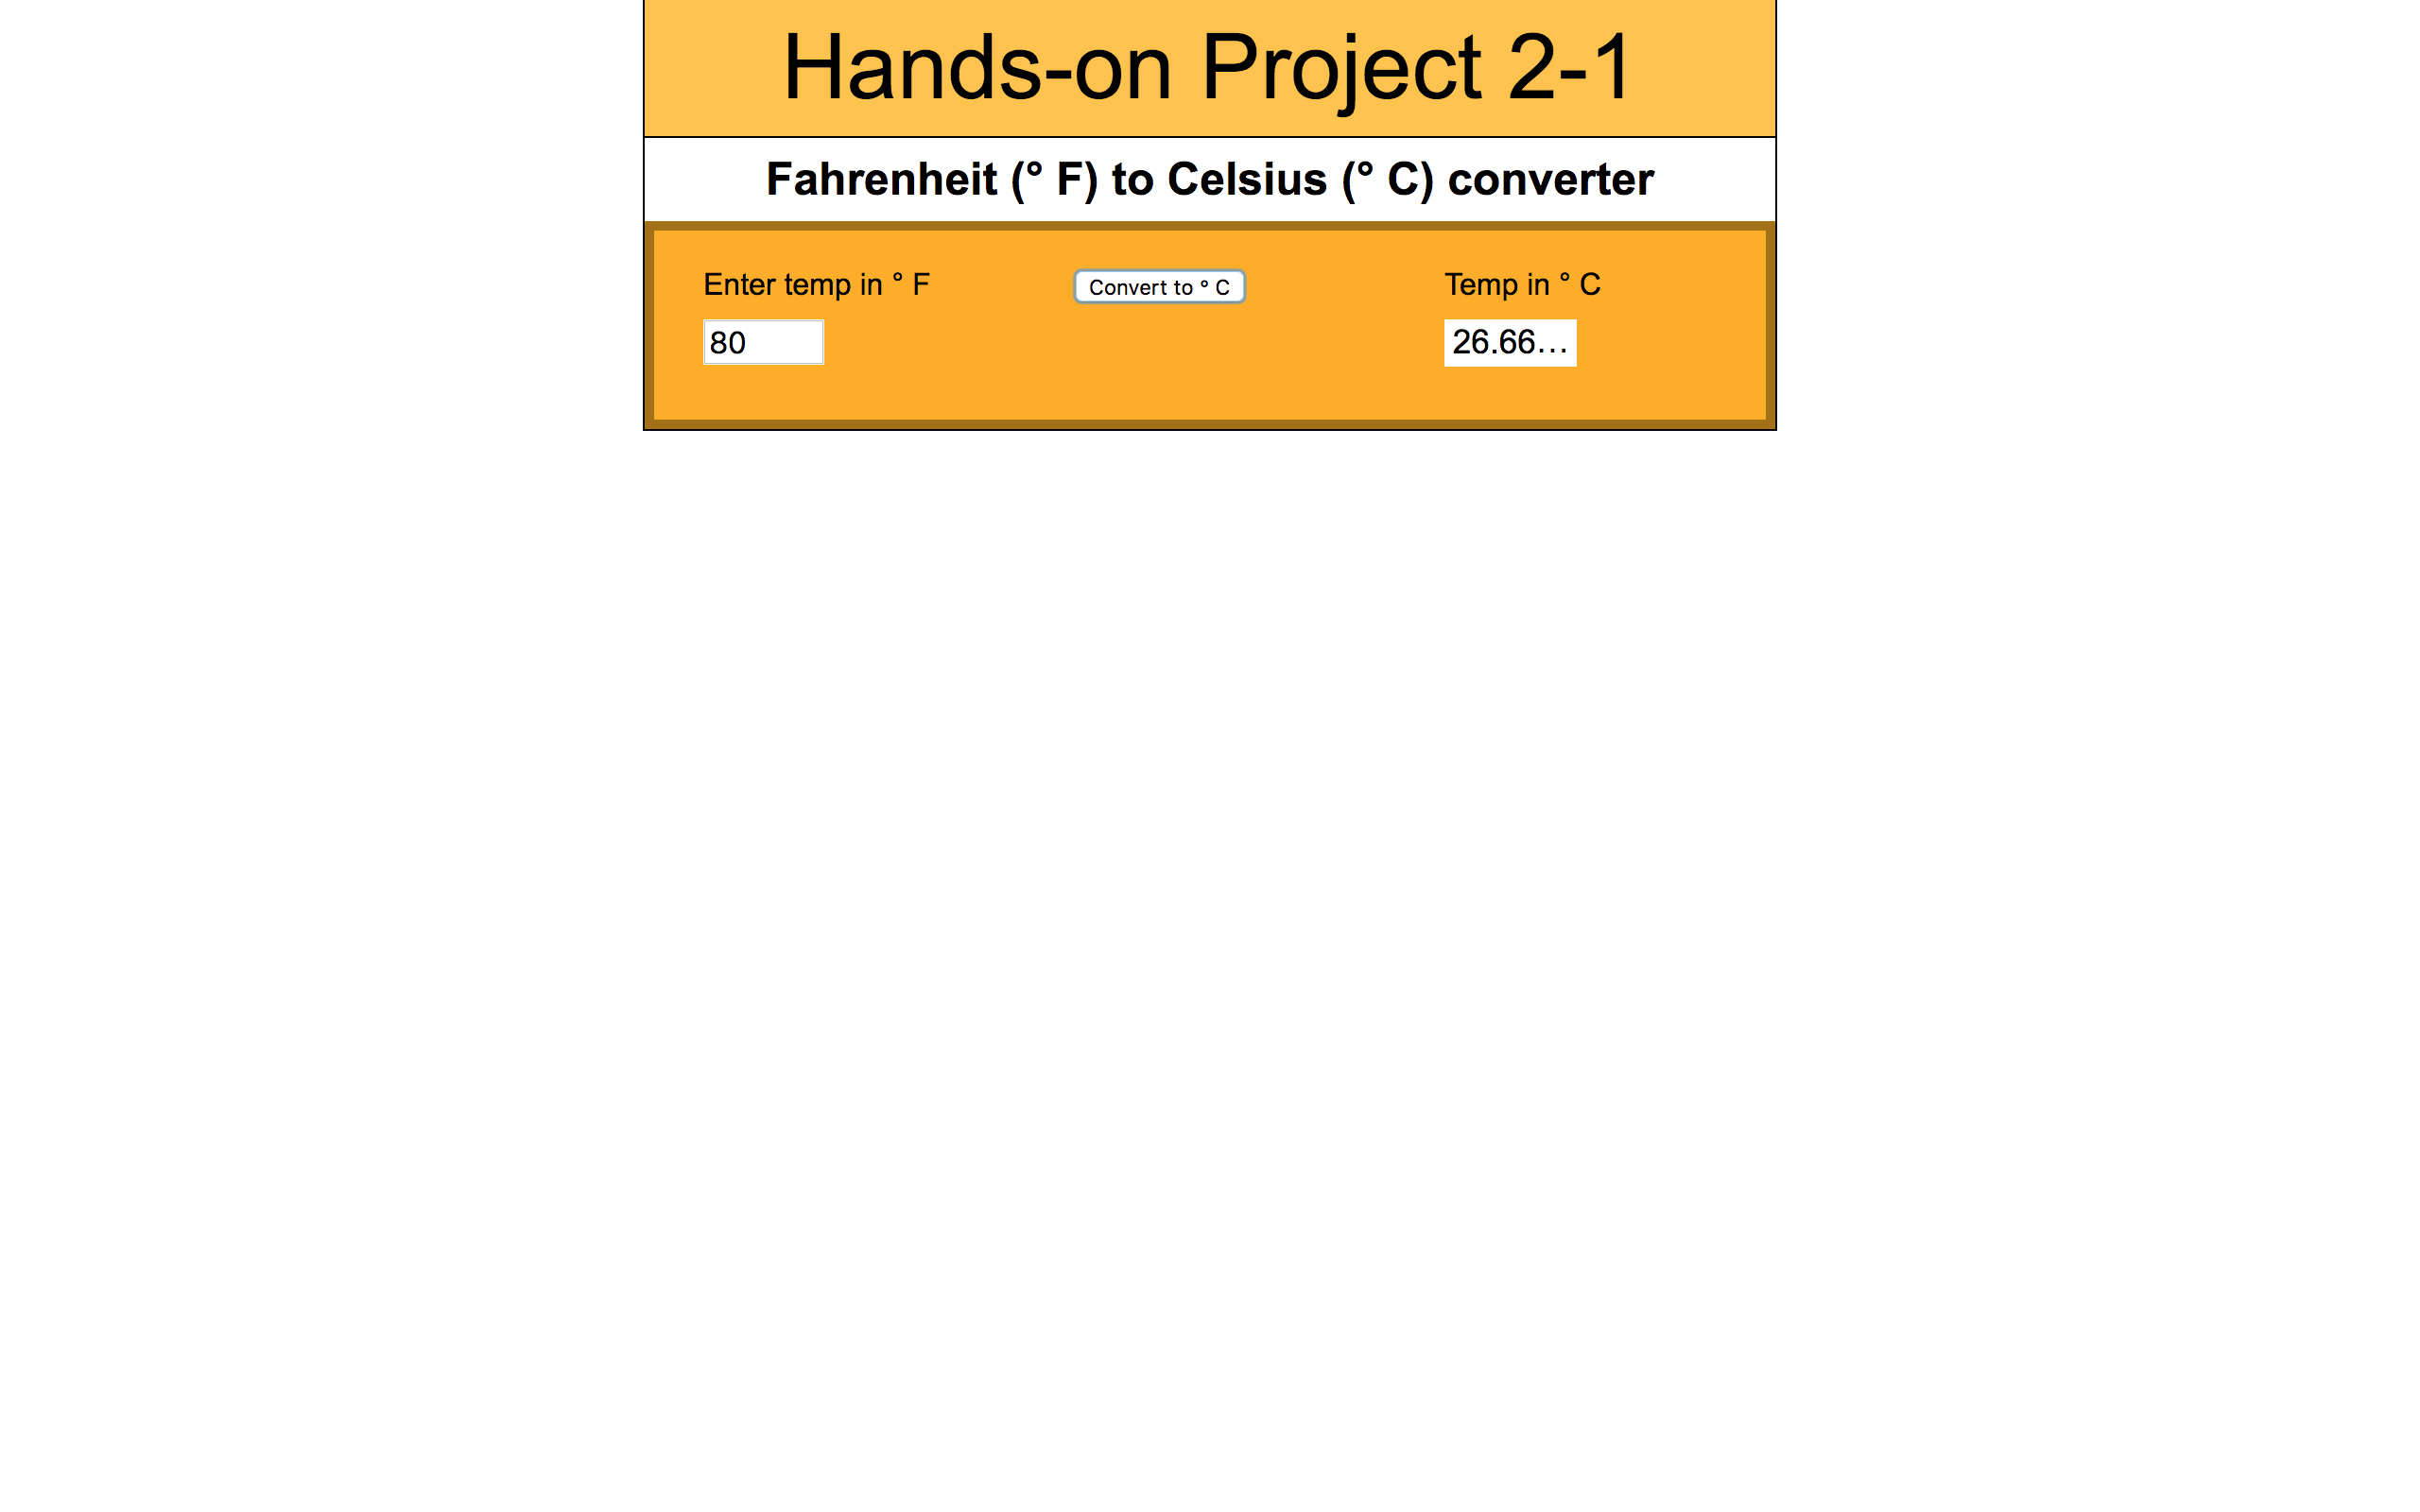 Hands-on Project 2-1
Fahrenheit (° F) to Celsius (° C) converter
Enter temp in ° F
Convert to ° C
Temp in ° C
80
26.66…